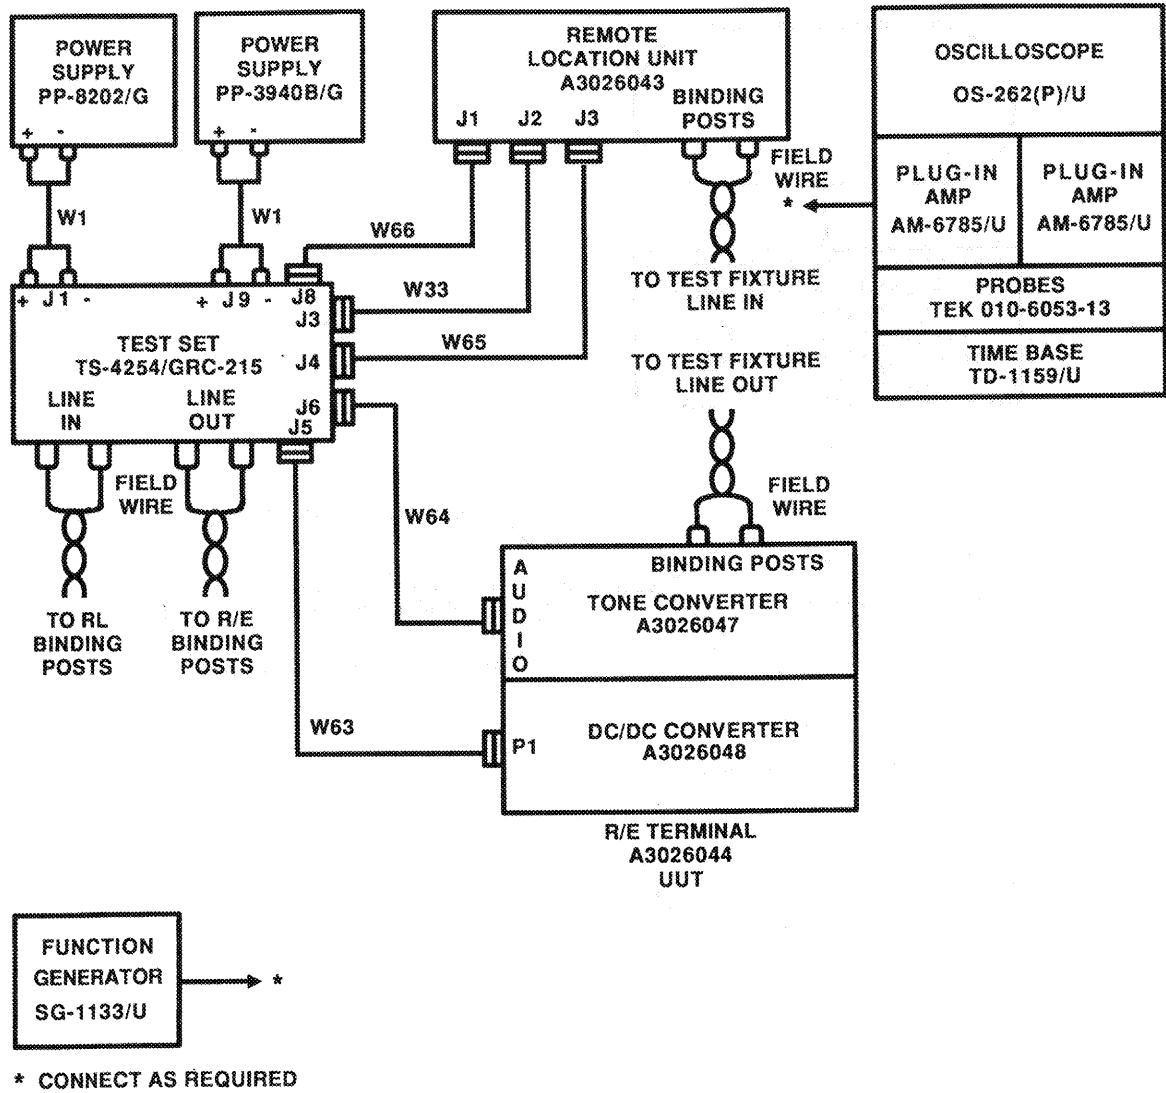 POWER
SUPPLY
PP-8202/G
+ -
POWER
SUPPLY
PP-3940B/G
+ -
REMOTE
LOCATION UNIT
A3026043
BINDING
POSTS
J1 J2 J3
OSCILLOSCOPE
OS-262(P)/U
PLUG-IN
AMP
AM-6785/U
PLUG-IN
AMP
AM-6785/U
PROBES
TEK 010-6053-13
TIME BASE
TD-1159/U
FIELD
WIRE
*
W1
W1
W66
W33
W65
TO TEST FIXTURE
LINE IN
+ J1 -
+ J9 -
J8
J3
J4
J6
J5
TEST SET
TS-4254/GRC-215
LINE
IN
LINE
OUT
TO TEST FIXTURE
LINE OUT
FIELD
WIRE
FIELD
WIRE
W64
TO RL
BINDING
POSTS
TO R/E
BINDING
POSTS
W63
BINDING POSTS
AUDIO
TONE CONVERTER
A3026047
P1
DC/DC CONVERTER
A3026048
R/E TERMINAL
A3026044
UUT
FUNCTION
GENERATOR
SG-1133/U
*
* CONNECT AS REQUIRED